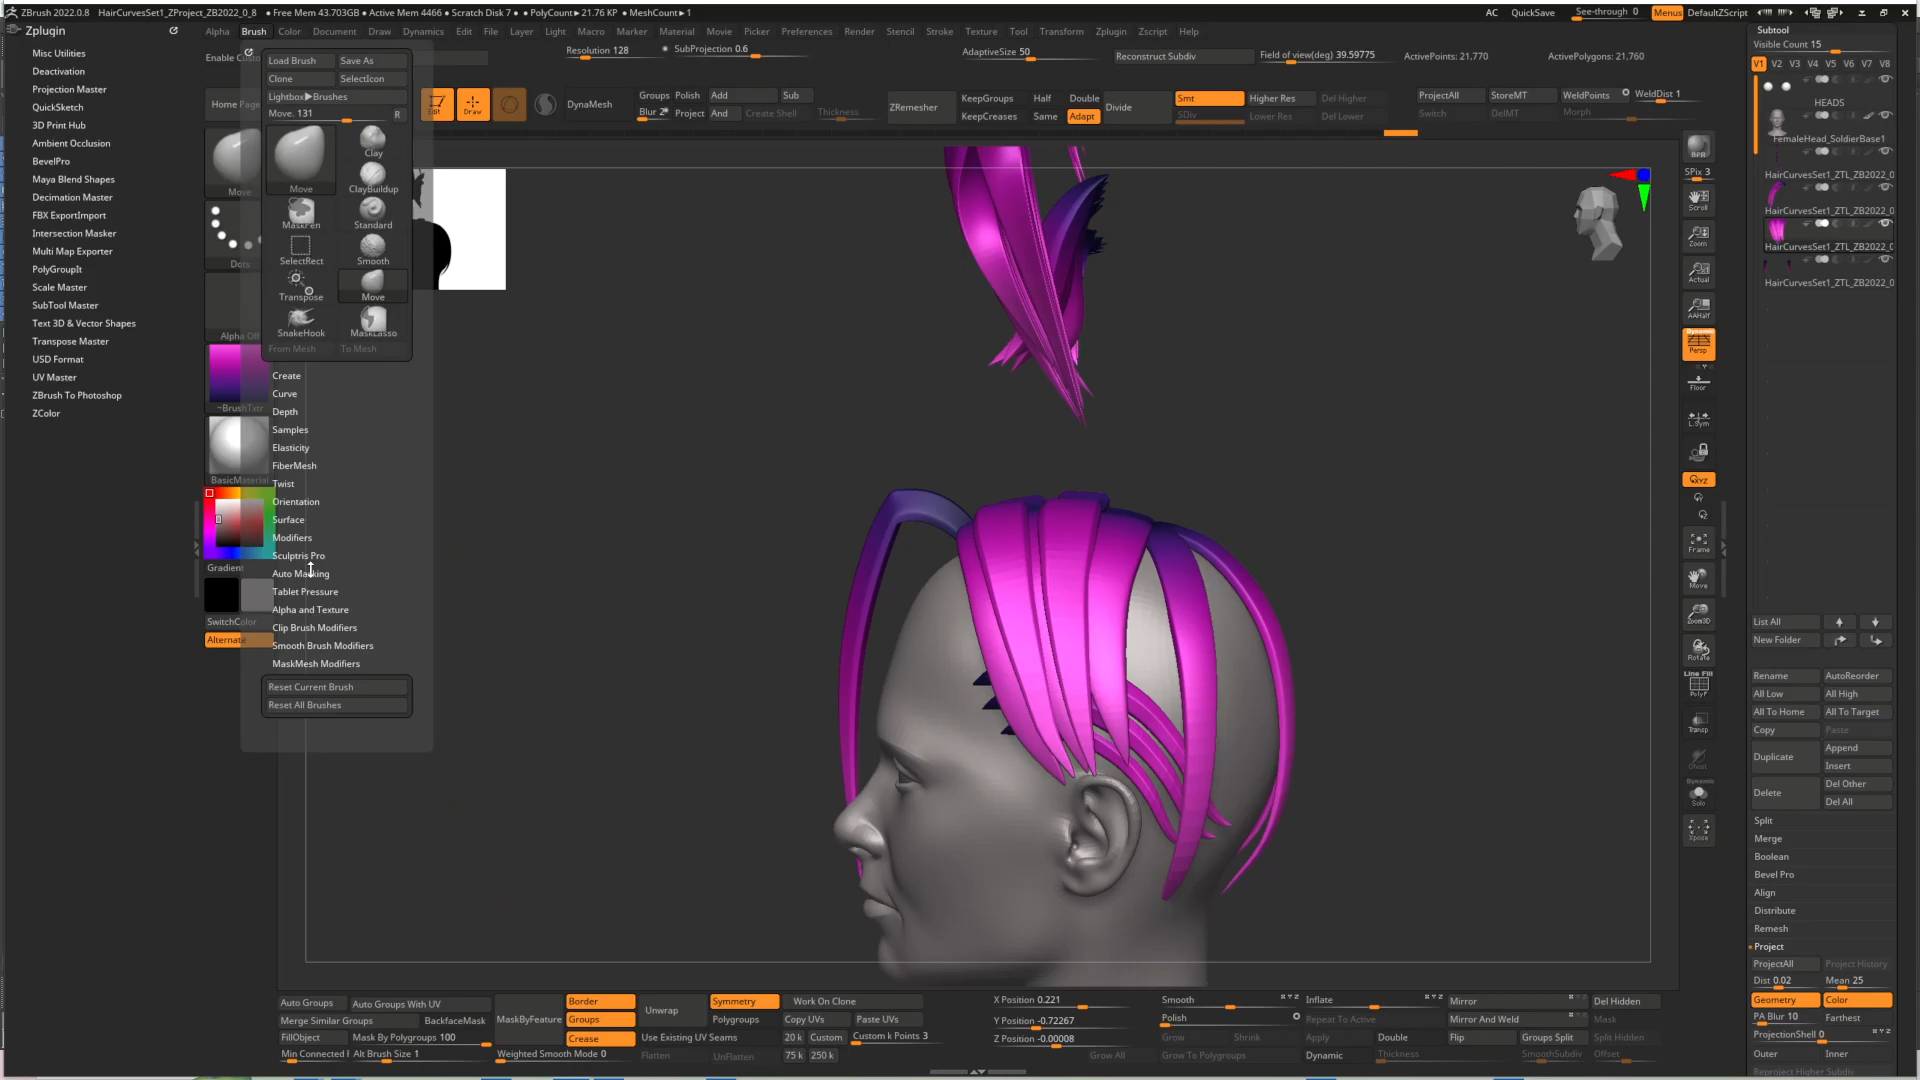 ZBrush 2022.0.8 HairCurvesSet1_ZProject_ZB2022_0_8 • Free Mem 43.703GB • Active Mem 4466 • Scratch Disk 7 • PolyCount▸ 21.76 KP • MeshCount▸ 1 AC QuickSave See-through 0 Menus DefaultZScript
Zplugin
Alpha Brush Color Document Draw Dynamics Edit File Layer Light Macro Marker Material Movie Picker Preferences Render Stencil Stroke Texture Tool Transform Zplugin Zscript Help
Misc Utilities
Deactivation
Projection Master
QuickSketch
3D Print Hub
Ambient Occlusion
BevelPro
Maya Blend Shapes
Decimation Master
FBX ExportImport
Intersection Masker
Multi Map Exporter
PolyGroupIt
Scale Master
SubTool Master
Text 3D & Vector Shapes
Transpose Master
USD Format
UV Master
ZBrush To Photoshop
ZColor
Home Page
Move
Dots
Alpha Off
~BrushTxtr
BasicMaterial
Gradient
SwitchColor
Alternate
Load Brush Save As
Clone SelectIcon
Lightbox▶Brushes
Move. 131 R
Move Clay
ClayBuildup
MaskPen Standard
SelectRect Smooth
Transpose Move
SnakeHook MaskLasso
From Mesh To Mesh
Create
Curve
Depth
Samples
Elasticity
FiberMesh
Twist
Orientation
Surface
Modifiers
Sculptris Pro
Auto Masking
Tablet Pressure
Alpha and Texture
Clip Brush Modifiers
Smooth Brush Modifiers
MaskMesh Modifiers
Reset Current Brush
Reset All Brushes
Resolution 128 SubProjection 0.6 AdaptiveSize 50 Reconstruct Subdiv Field of view(deg) 39.59775 ActivePoints: 21,770 ActivePolygons: 21,760
Edit Draw DynaMesh
Groups Polish Add Sub
Blur 2 Project And Create Shell Thickness
ZRemesher KeepGroups Half Double
KeepCreases Same Adapt
Divide Smt Higher Res Del Higher
SDiv Lower Res Del Lower
ProjectAll StoreMT WeldPoints WeldDist 1
Switch DelMT Morph
BPR
SPix 3
Scroll
Zoom
Actual
AAHalf
Dynamic
Persp
Floor
L.Sym
Frame
Move
Zoom3D
Rotate
Line Fill
PolyF
Transp
Ghost
Dynamic
Solo
Xpose
Subtool
Visible Count 15
V1 V2 V3 V4 V5 V6 V7 V8
HEADS
FemaleHead_SoldierBase1
HairCurvesSet1_ZTL_ZB2022_0
HairCurvesSet1_ZTL_ZB2022_0
HairCurvesSet1_ZTL_ZB2022_0
HairCurvesSet1_ZTL_ZB2022_0
List All
New Folder
Rename AutoReorder
All Low All High
All To Home All To Target
Copy Paste
Duplicate Append
Insert
Delete Del Other
Del All
Split
Merge
Boolean
Bevel Pro
Align
Distribute
Remesh
Project
ProjectAll Project History
Dist 0.02 Mean 25
Geometry Color
PA Blur 10 Farthest
ProjectionShell 0
Outer Inner
Reproject Higher Subdiv
Auto Groups Auto Groups With UV
Merge Similar Groups BackfaceMask
FillObject Mask By Polygroups 100
Min Connected Alt Brush Size 1
MaskByFeature Border
Groups
Crease
Weighted Smooth Mode 0
Unwrap Symmetry Work On Clone
Polygroups Copy UVs Paste UVs
Use Existing UV Seams 20 k Custom Custom k Points 3
Flatten UnFlatten 75 k 250 k
X Position 0.221
Y Position -0.72267
Z Position -0.00008
Grow All
Smooth Inflate Mirror Del Hidden
Polish Repeat To Active Mirror And Weld Mask
Grow Shrink Apply Double Flip Groups Split Split Hidden
Grow To Polygroups Dynamic Thickness SmoothSubdiv Offset